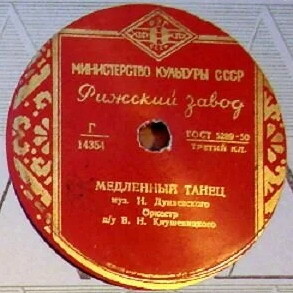 МИНИСТЕРСТВО КУЛЬТУРЫ СССР
Рижский завод
Г
14354
ГОСТ 5289-50
ТРЕТИЙ КЛ.
МЕДЛЕННЫЙ ТАНЕЦ
муз. И. Дунаевского
Оркестр
п/у В. Н. Кнушевицкого